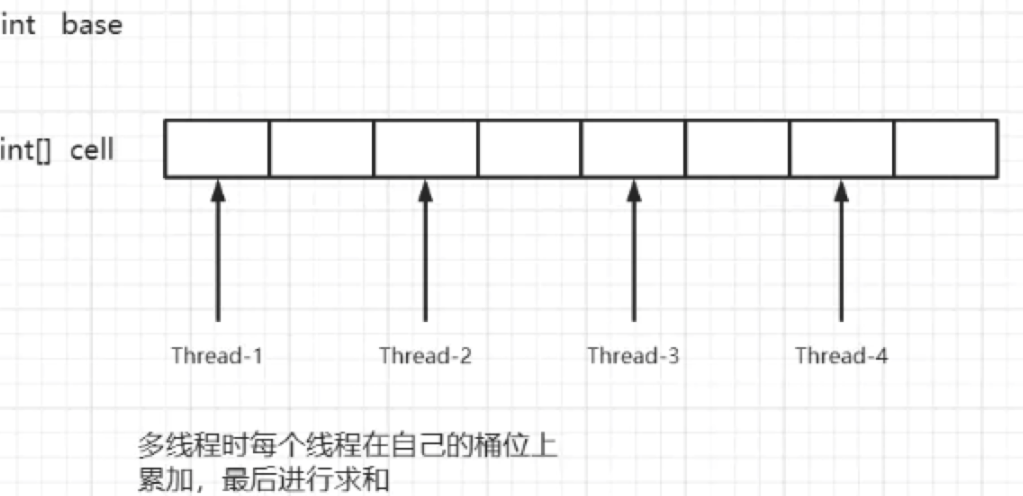 int base
int[] cell
Thread-1 Thread-2 Thread-3 Thread-4
多线程时每个线程在自己的桶位上
累加，最后进行求和